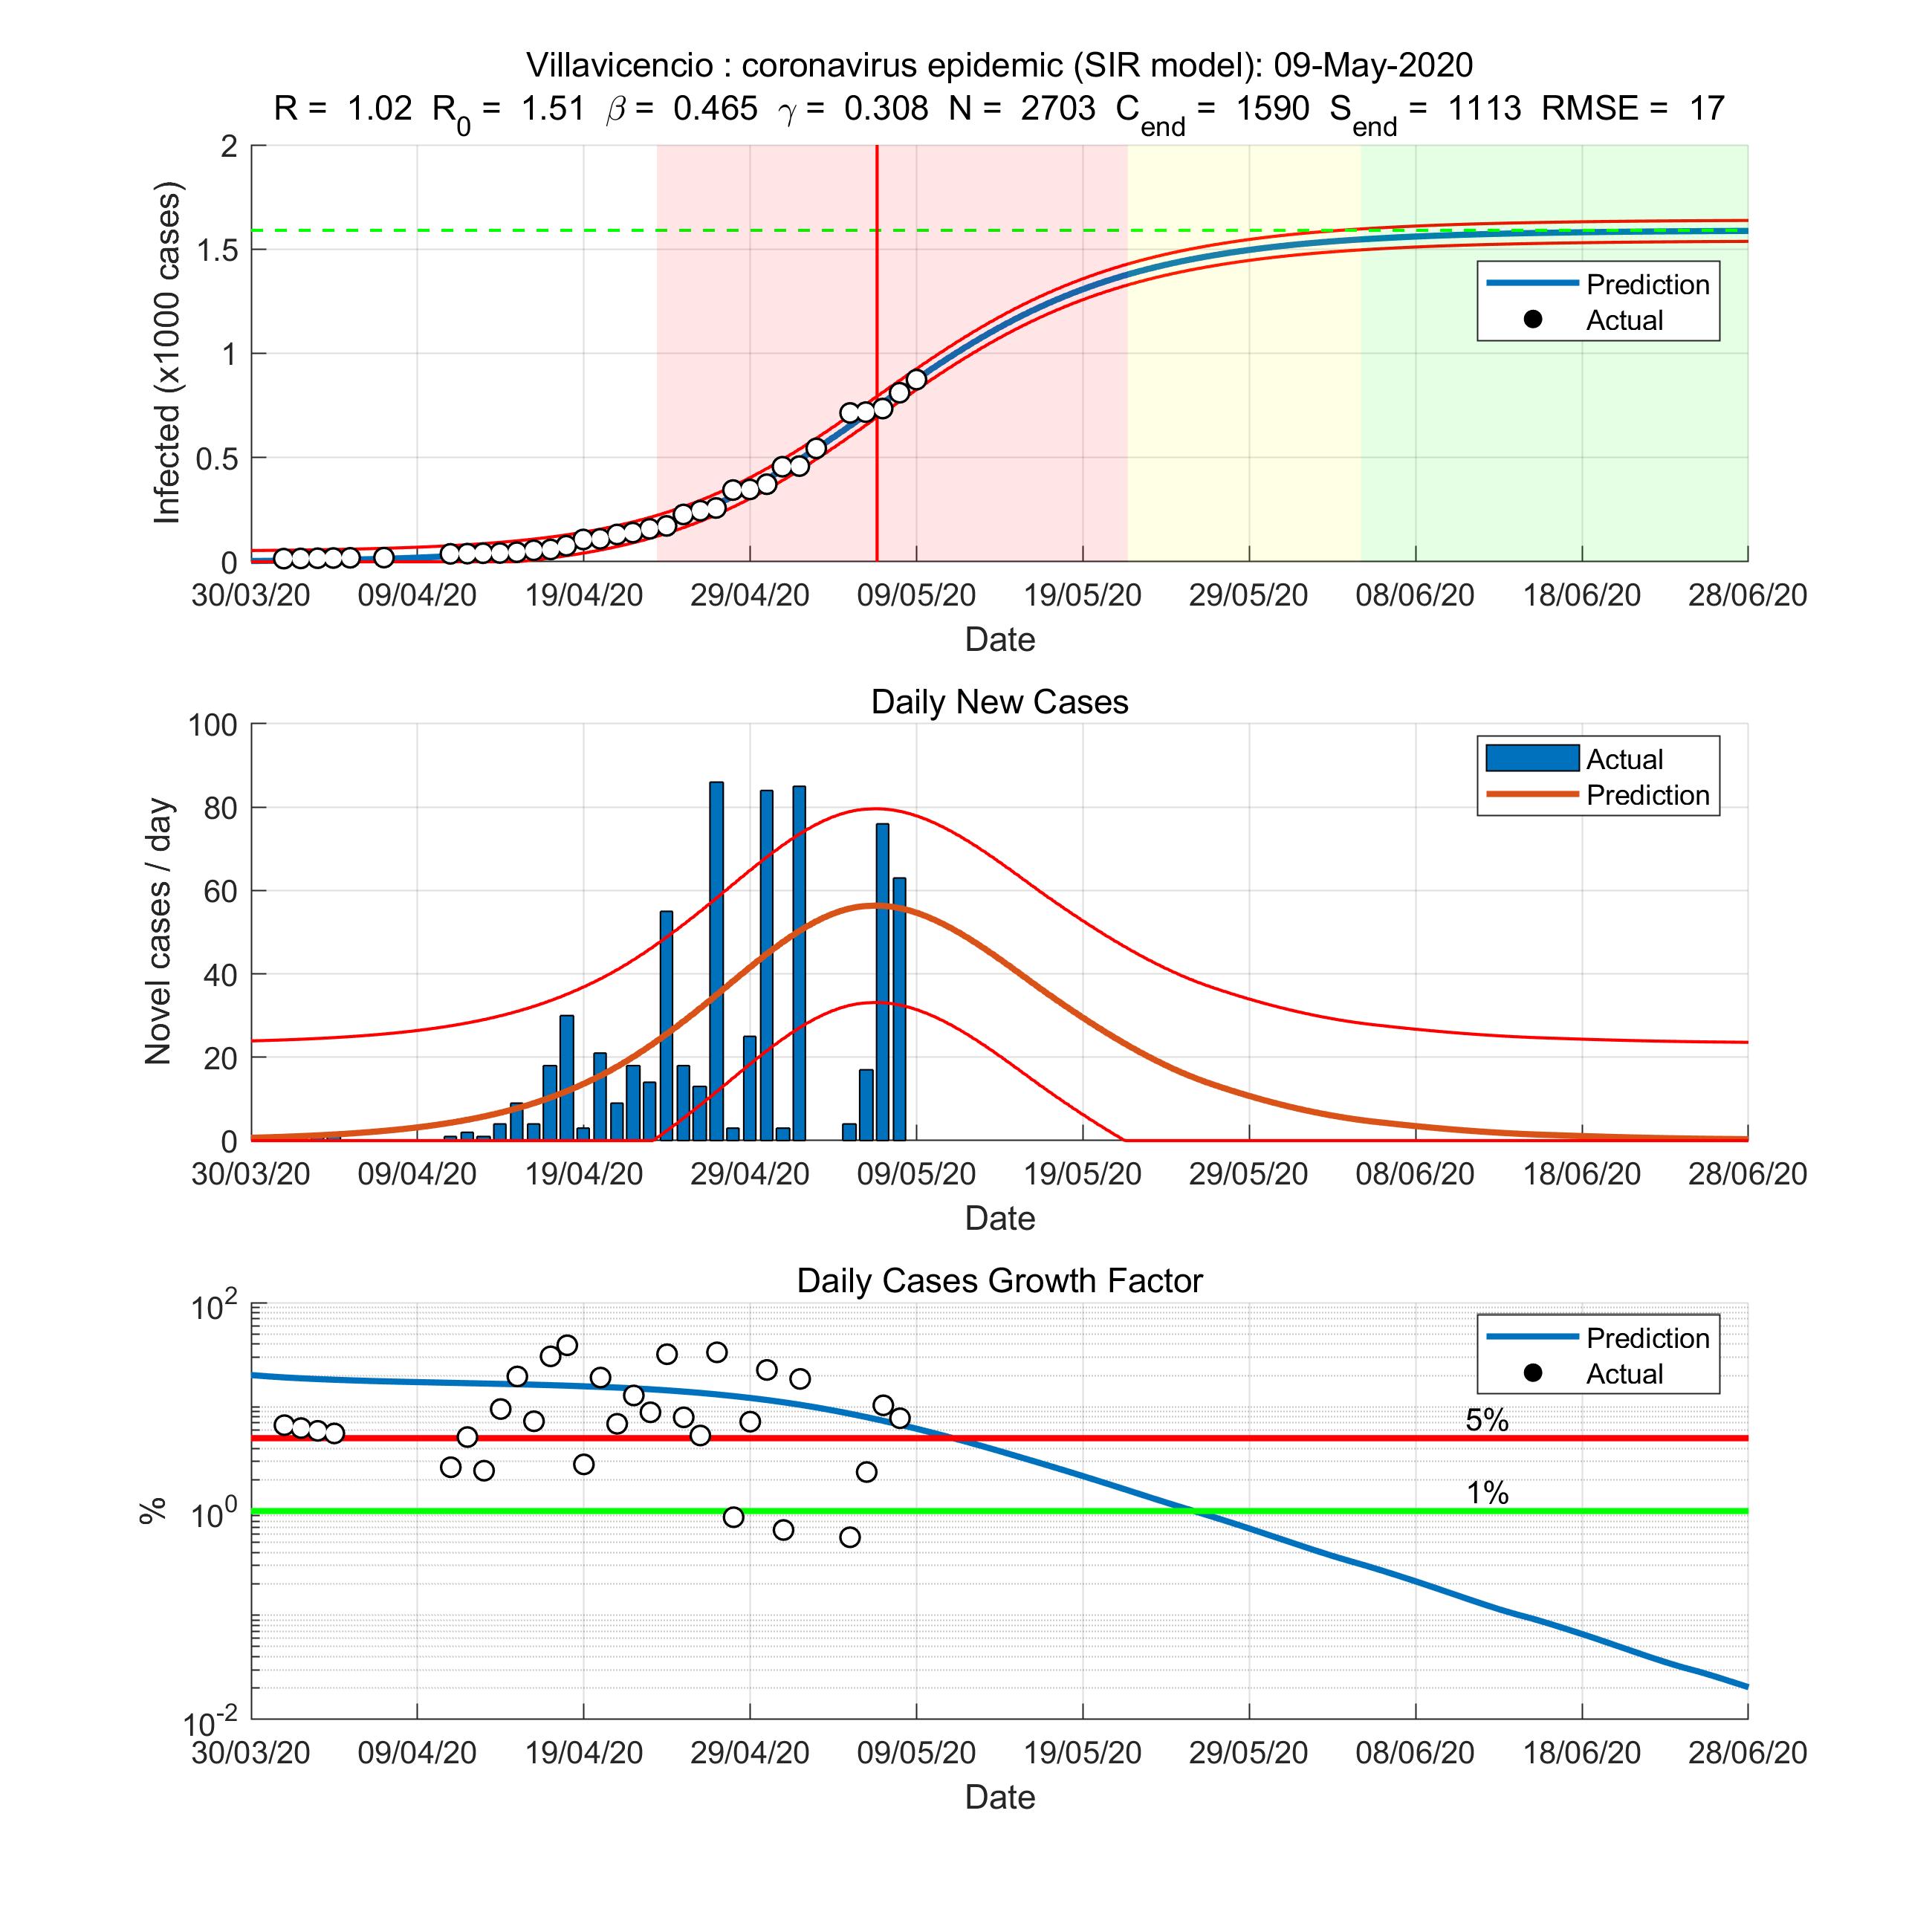 Villavicencio : coronavirus epidemic (SIR model): 09-May-2020
R = 1.02 R0 = 1.51 β = 0.465 γ = 0.308 N = 2703 Cend = 1590 Send = 1113 RMSE = 17
2
1.5
1
0.5
0
Infected (x1000 cases)
Prediction
Actual
30/03/20 09/04/20 19/04/20 29/04/20 09/05/20 19/05/20 29/05/20 08/06/20 18/06/20 28/06/20
Date
Daily New Cases
100
80
60
40
20
0
Novel cases / day
Actual
Prediction
30/03/20 09/04/20 19/04/20 29/04/20 09/05/20 19/05/20 29/05/20 08/06/20 18/06/20 28/06/20
Date
Daily Cases Growth Factor
10^2
10^0
10^-2
%
Prediction
Actual
5%
1%
30/03/20 09/04/20 19/04/20 29/04/20 09/05/20 19/05/20 29/05/20 08/06/20 18/06/20 28/06/20
Date